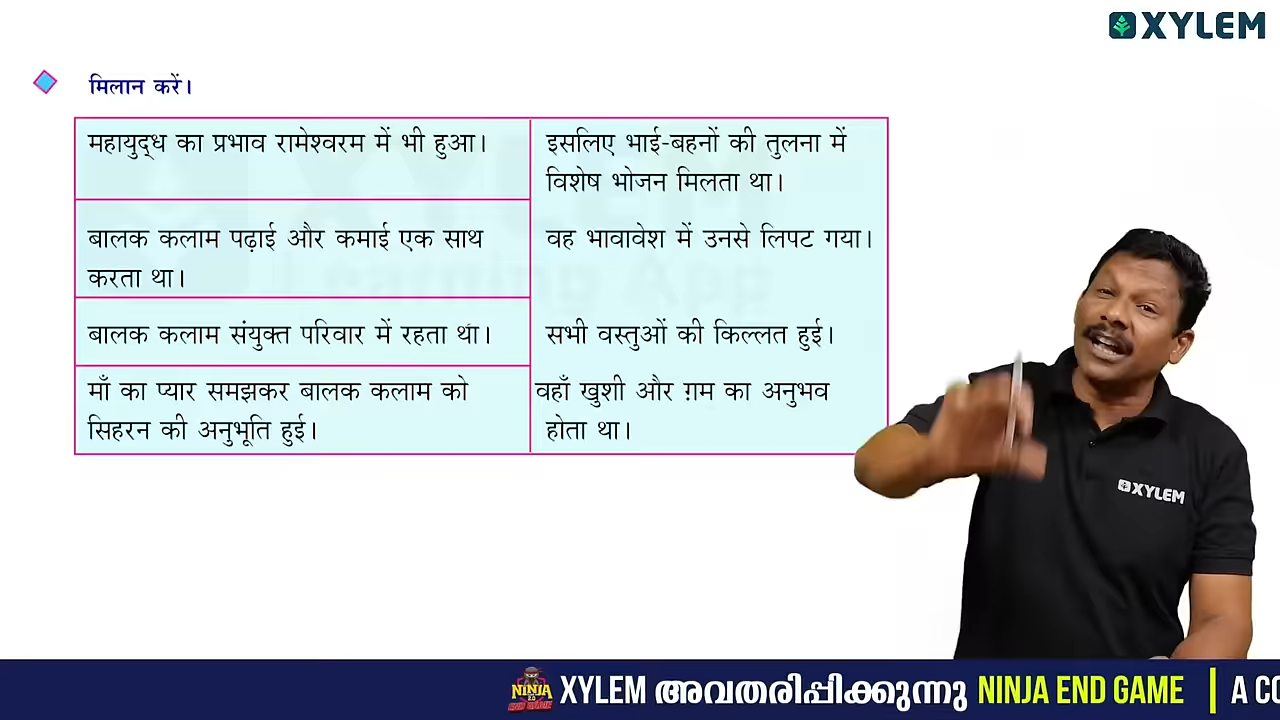 XYLEM
मिलान करें।
महायुद्ध का प्रभाव रामेश्वरम में भी हुआ।
इसलिए भाई-बहनों की तुलना में
विशेष भोजन मिलता था।
बालक कलाम पढ़ाई और कमाई एक साथ
करता था।
वह भावावेश में उनसे लिपट गया।
बालक कलाम संयुक्त परिवार में रहता था।
सभी वस्तुओं की किल्लत हुई।
माँ का प्यार समझकर बालक कलाम को
सिहरन की अनुभूति हुई।
वहाँ खुशी और ग़म का अनुभव
होता था।
XYLEM
NINJA
XYLEM അവതരിപ്പിക്കുന്നു NINJA END GAME | A CO